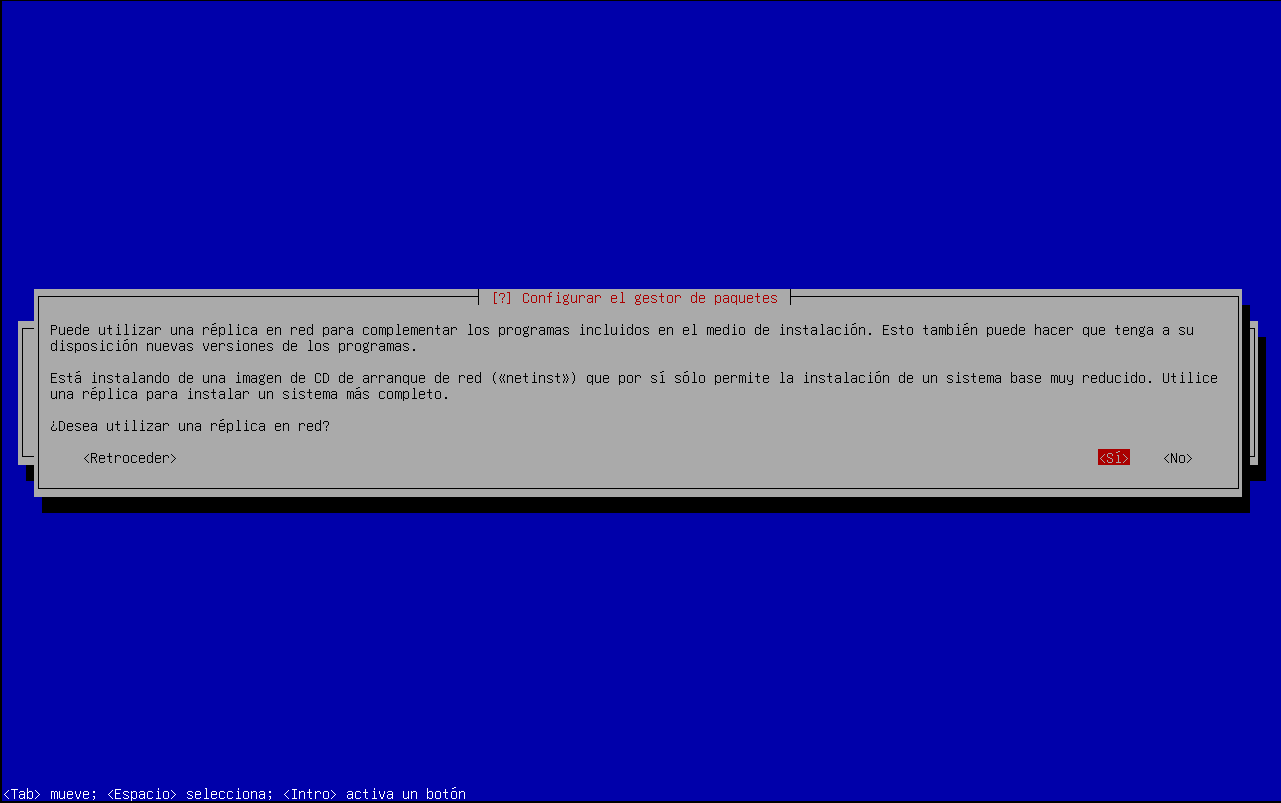 [?] Configurar el gestor de paquetes
Puede utilizar una réplica en red para complementar los programas incluidos en el medio de instalación. Esto también puede hacer que tenga a su
disposición nuevas versiones de los programas.
Está instalando de una imagen de CD de arranque de red («netinst») que por sí sólo permite la instalación de un sistema base muy reducido. Utilice
una réplica para instalar un sistema más completo.
¿Desea utilizar una réplica en red?
<Retroceder> <Sí> <No>
<Tab> mueve; <Espacio> selecciona; <Intro> activa un botón